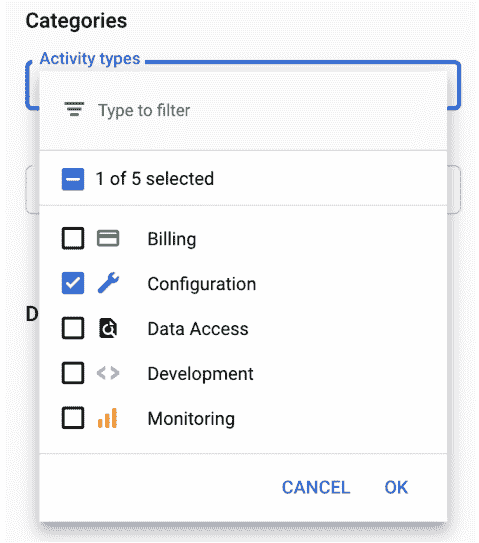 Categories
Activity types
Type to filter
1 of 5 selected
Billing
Configuration
Data Access
Development
Monitoring
D
CANCEL OK